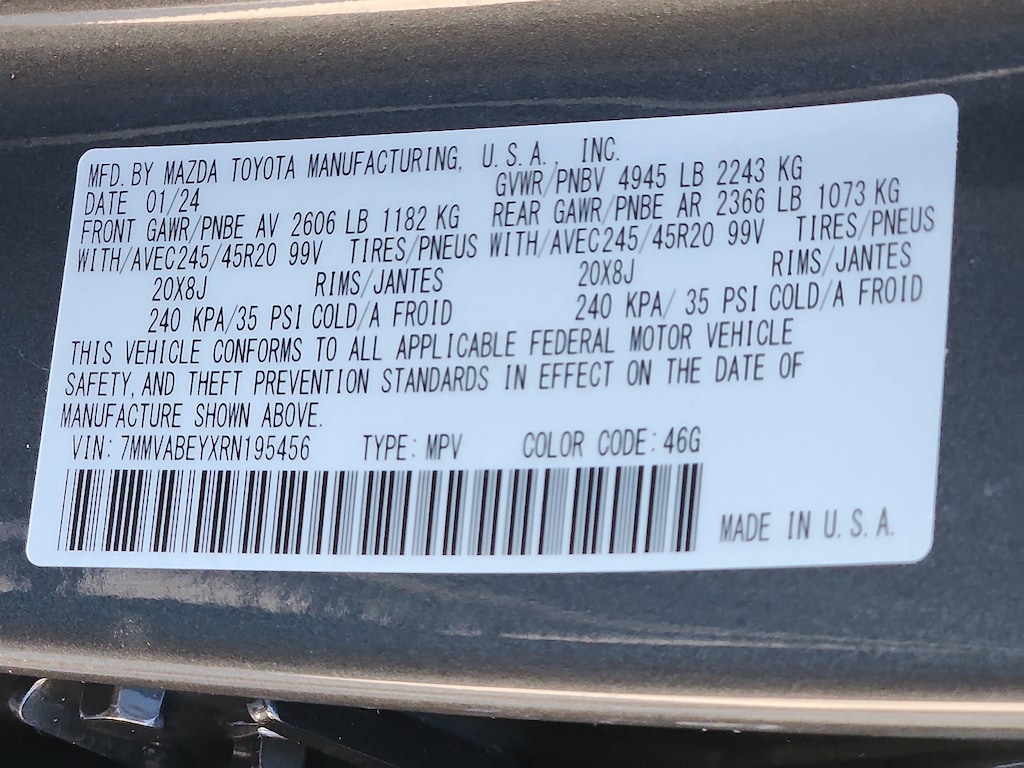 MFD. BY MAZDA TOYOTA MANUFACTURING, U.S.A., INC.
DATE 01/24 GVWR/PNBV 4945 LB 2243 KG
FRONT GAWR/PNBE AV 2606 LB 1182 KG REAR GAWR/PNBE AR 2366 LB 1073 KG
WITH/AVEC245/45R20 99V TIRES/PNEUS WITH/AVEC245/45R20 99V TIRES/PNEUS
20X8J RIMS/JANTES 20X8J RIMS/JANTES
240 KPA/35 PSI COLD/A FROID 240 KPA/ 35 PSI COLD/A FROID
THIS VEHICLE CONFORMS TO ALL APPLICABLE FEDERAL MOTOR VEHICLE
SAFETY, AND THEFT PREVENTION STANDARDS IN EFFECT ON THE DATE OF
MANUFACTURE SHOWN ABOVE.
VIN: 7MMVABEYXRN195456 TYPE: MPV COLOR CODE: 46G
MADE IN U.S.A.